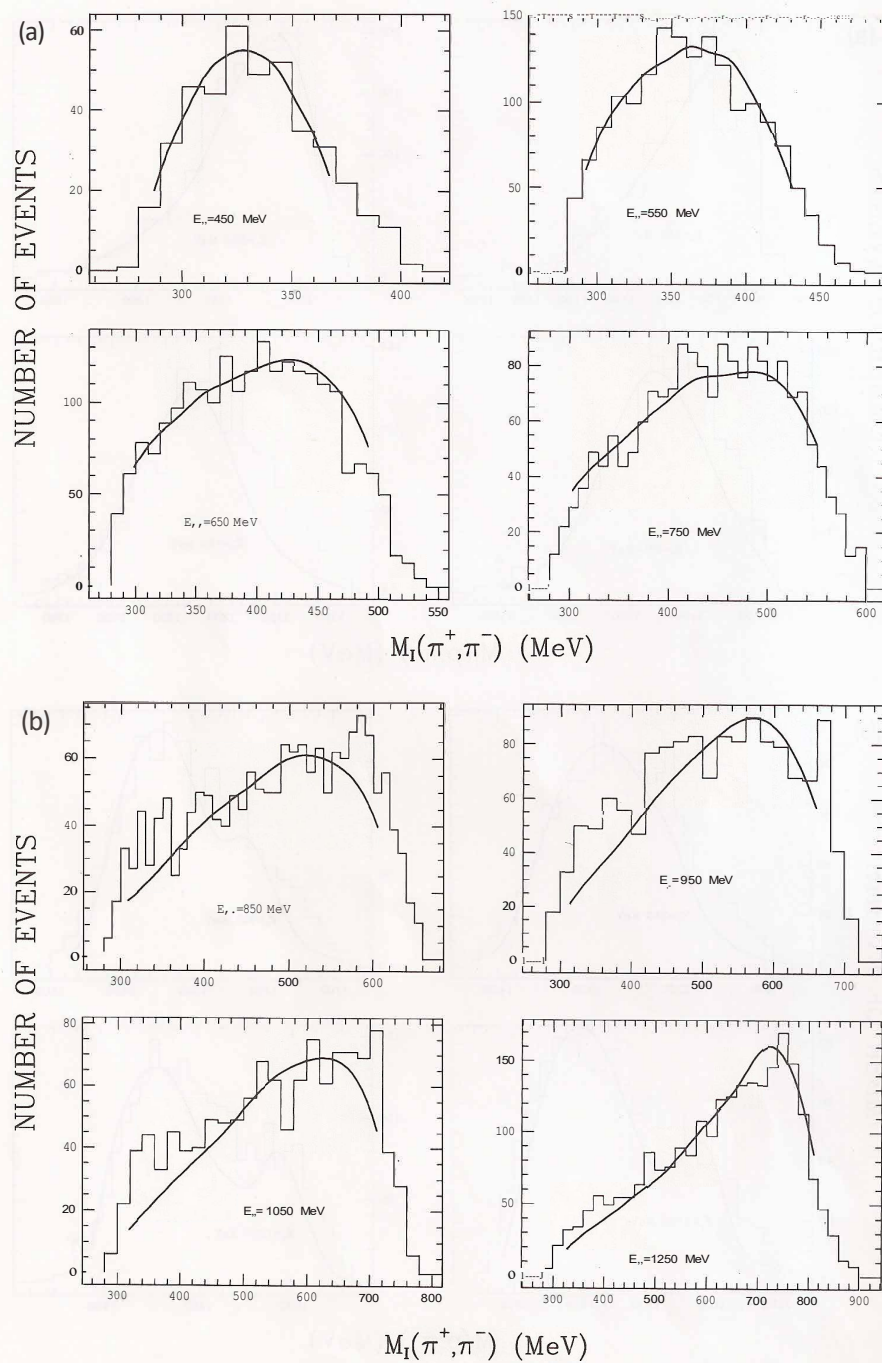 (a)
NUMBER OF EVENTS
60
40
20
0
300 350 400
E,,=450 MeV
150
100
50
0
300 350 400 450
E,,=550 MeV
100
50
0
300 350 400 450 500 550
E,,=650 MeV
80
60
40
20
0
300 400 500 600
E,,=750 MeV
M_I(π⁺,π⁻) (MeV)
(b)
NUMBER OF EVENTS
60
40
20
0
300 400 500 600
E,.=850 MeV
80
60
40
20
0
300 400 500 600 700
E,=950 MeV
80
60
40
20
0
300 400 500 600 700 800
E,,= 1050 MeV
150
100
50
0
300 400 500 600 700 800 900
E,,=1250 MeV
M_I(π⁺,π⁻) (MeV)